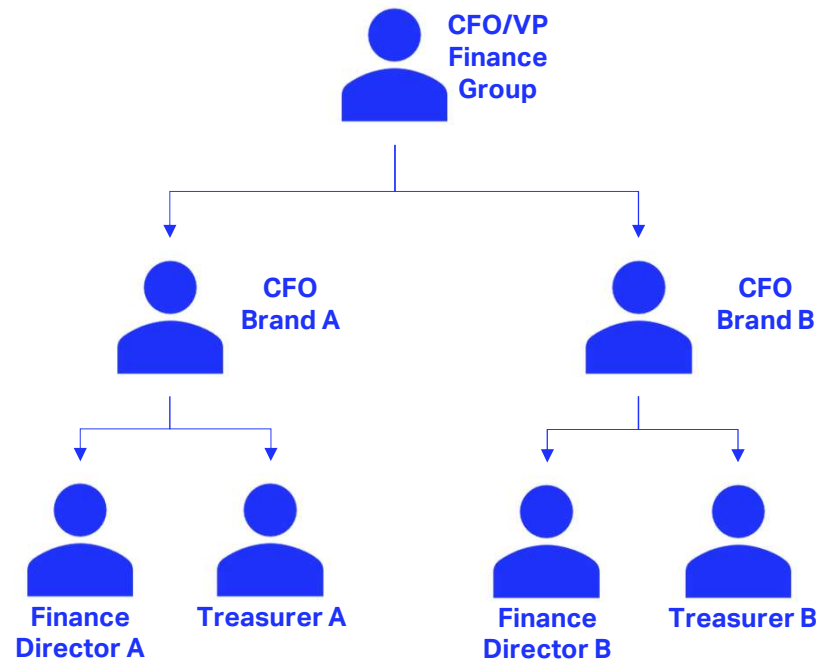 CFO/VP
Finance
Group
CFO
Brand A
CFO
Brand B
Finance
Director A
Treasurer A
Finance
Director B
Treasurer B